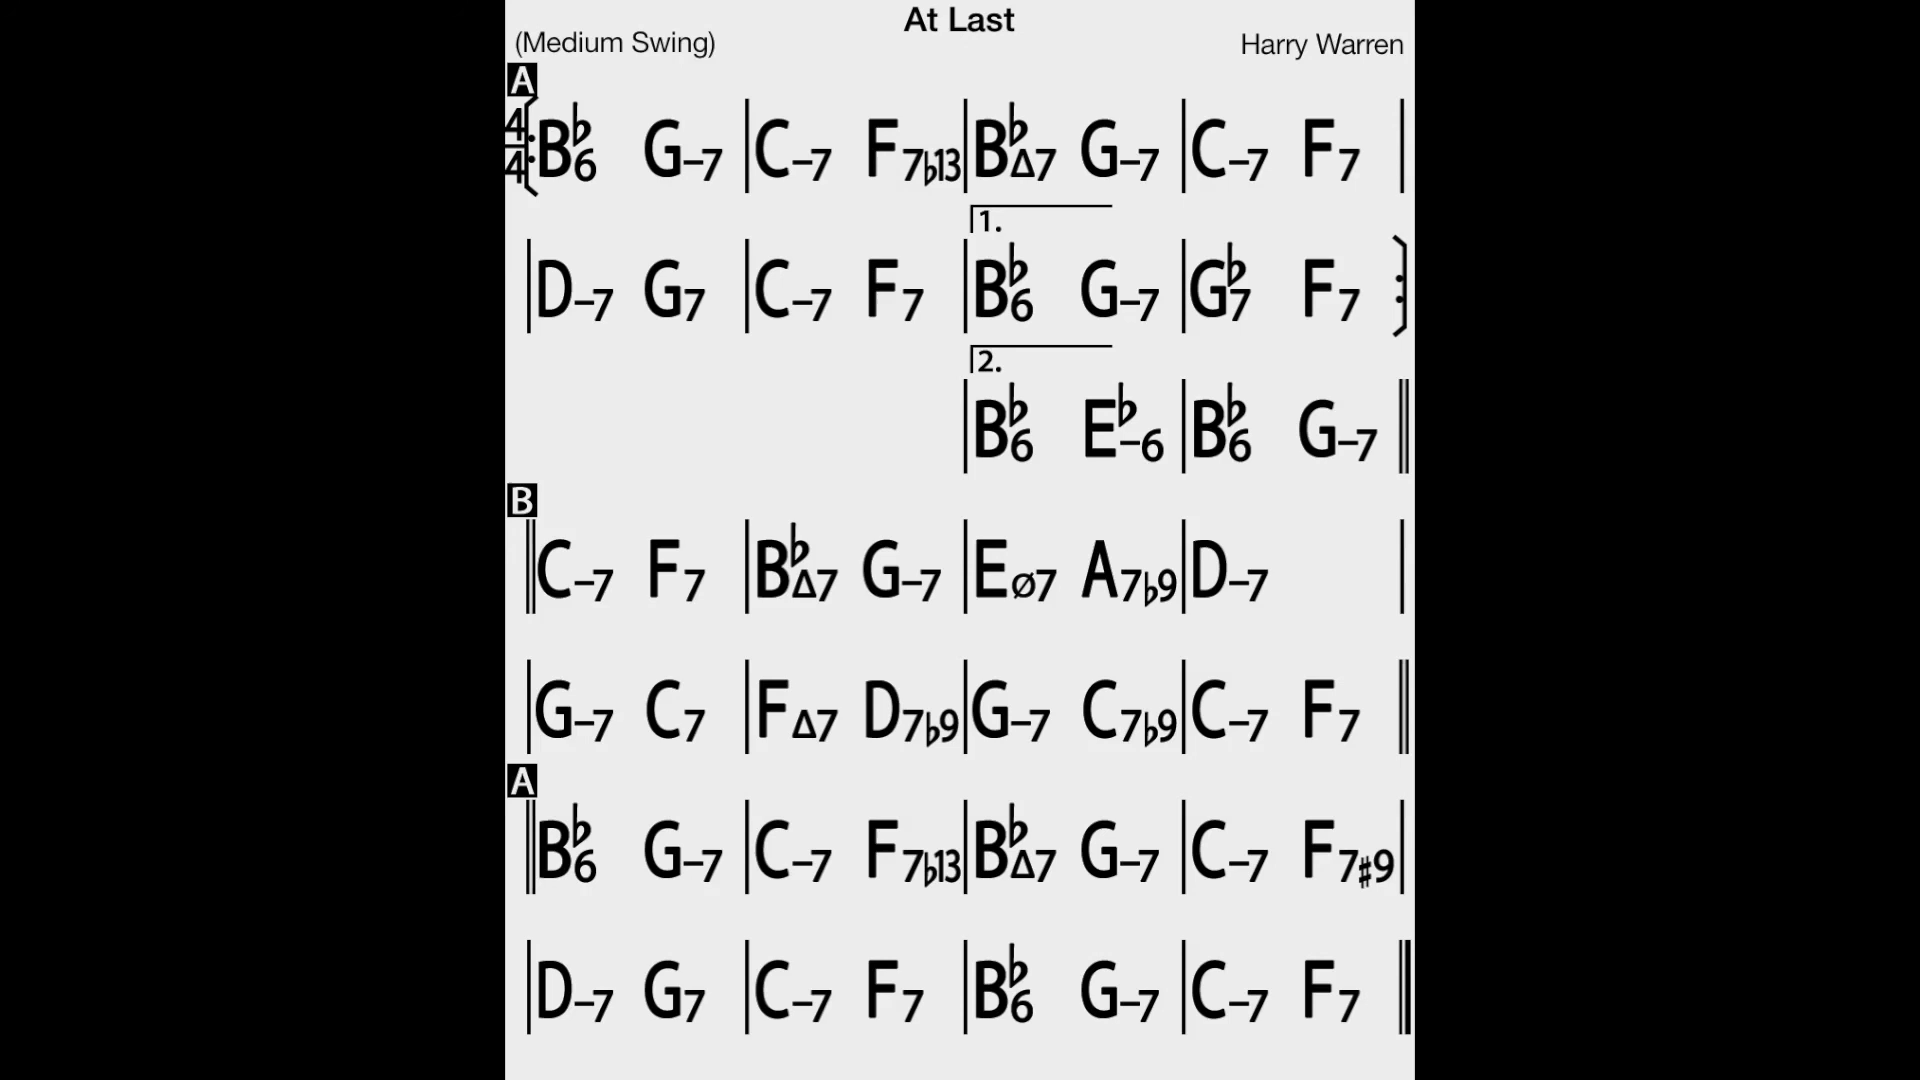 At Last
(Medium Swing) Harry Warren
A
4/4 B♭6 G-7 | C-7 F7♭13 | B♭Δ7 G-7 | C-7 F7 |
1.
| D-7 G7 | C-7 F7 | B♭6 G-7 | G♭7 F7 :|
2.
| B♭6 E♭-6 | B♭6 G-7 ||
B
|| C-7 F7 | B♭Δ7 G-7 | Eø7 A7♭9 | D-7 |
| G-7 C7 | FΔ7 D7♭9 | G-7 C7♭9 | C-7 F7 ||
A
|| B♭6 G-7 | C-7 F7♭13 | B♭Δ7 G-7 | C-7 F7♯9 |
| D-7 G7 | C-7 F7 | B♭6 G-7 | C-7 F7 ||